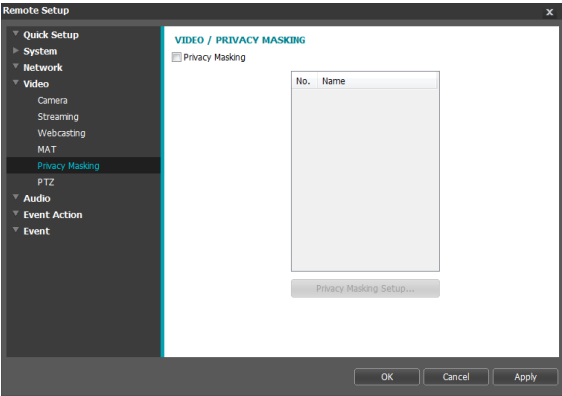 Remote Setup
x
Quick Setup
System
Network
Video
Camera
Streaming
Webcasting
MAT
Privacy Masking
PTZ
Audio
Event Action
Event
VIDEO / PRIVACY MASKING
Privacy Masking
No. Name
Privacy Masking Setup...
OK Cancel Apply